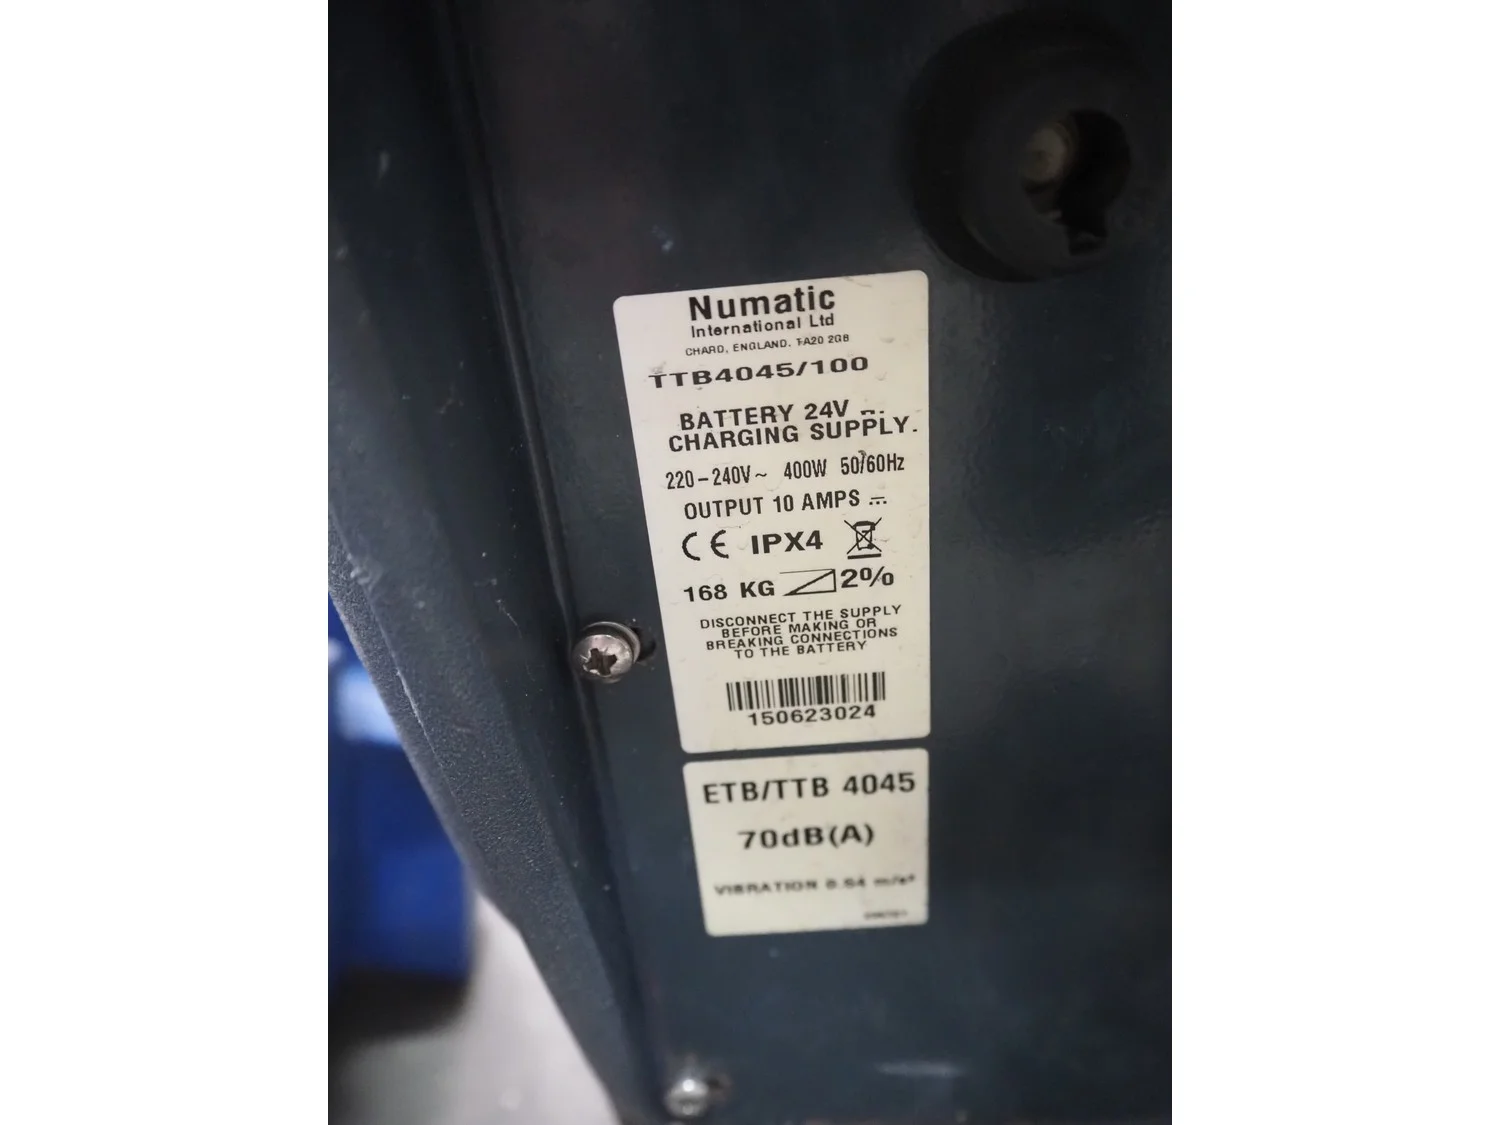 Numatic
International Ltd
CHARD, ENGLAND. TA20 2GB
TTB4045/100
BATTERY 24V ⎓
CHARGING SUPPLY.
220-240V~ 400W 50/60Hz
OUTPUT 10 AMPS ⎓
CE IPX4
168 KG 2%
DISCONNECT THE SUPPLY
BEFORE MAKING OR
BREAKING CONNECTIONS
TO THE BATTERY
150623024
ETB/TTB 4045
70dB(A)
VIBRATION m/s²